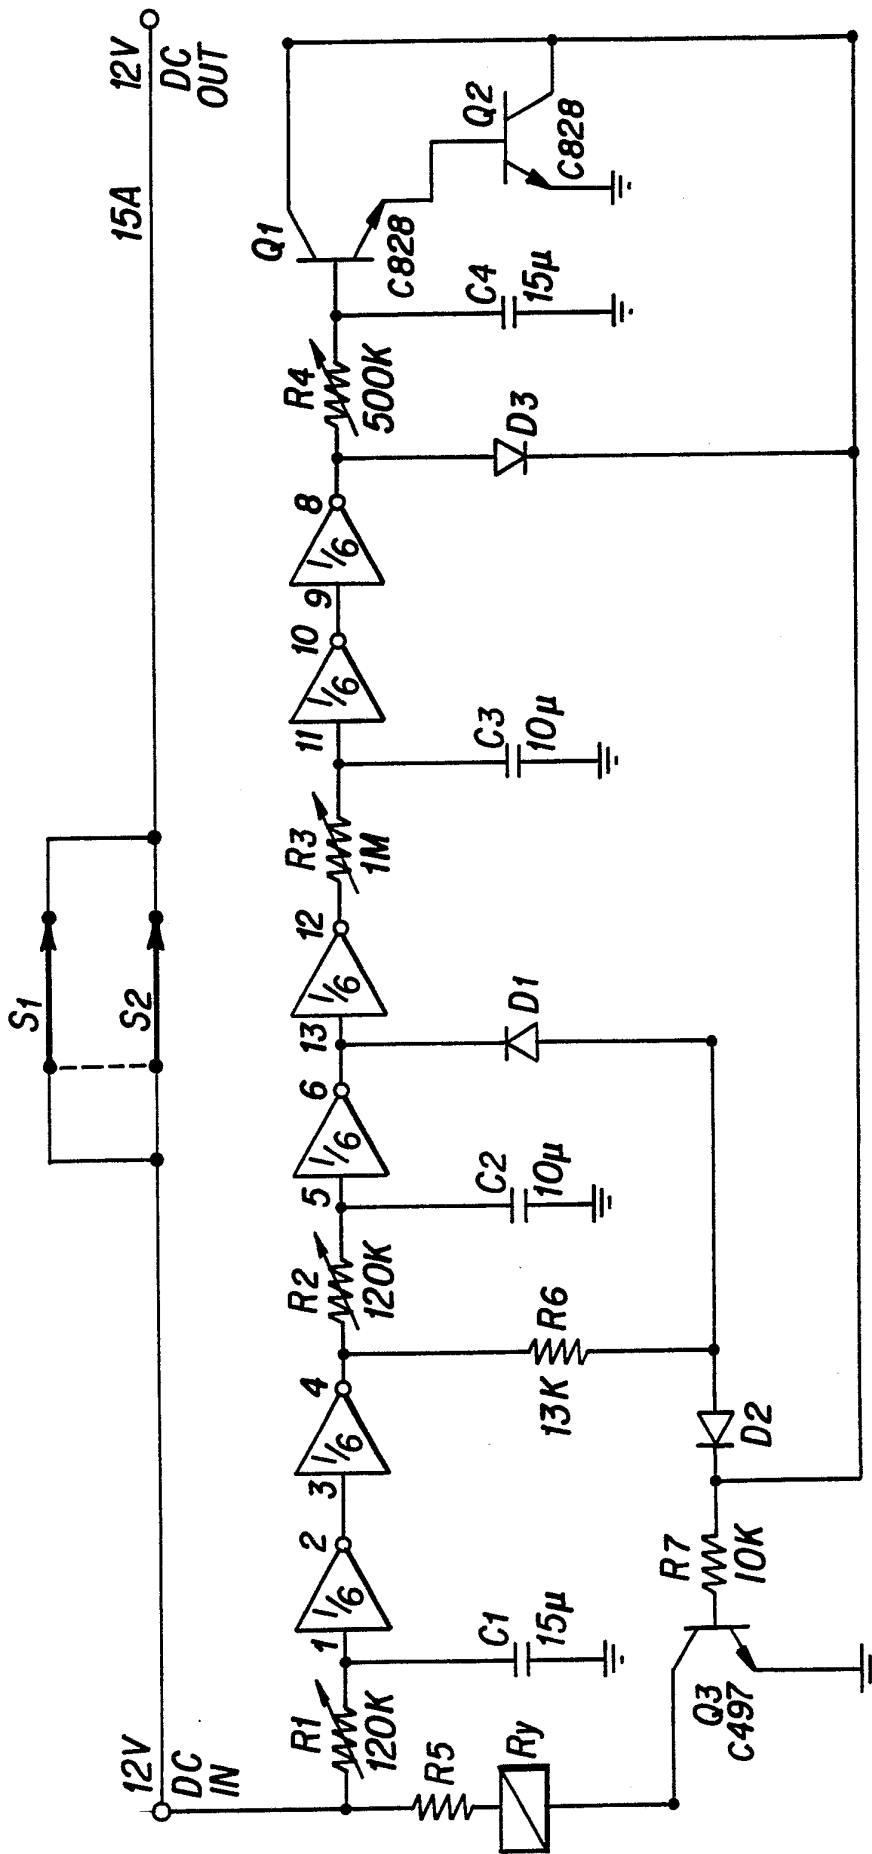 12V
DC
IN
S1
S2
15A
12V
DC
OUT
R1
120K
1
1/6
2
3
1/6
4
R2
120K
5
1/6
6
13
1/6
12
R3
1M
11
1/6
10
9
1/6
8
R4
500K
Q1
C828
Q2
C828
C1
15μ
C2
10μ
C3
10μ
C4
15μ
R5
Ry
13K
R6
D1
D3
Q3
C497
R7
10K
D2